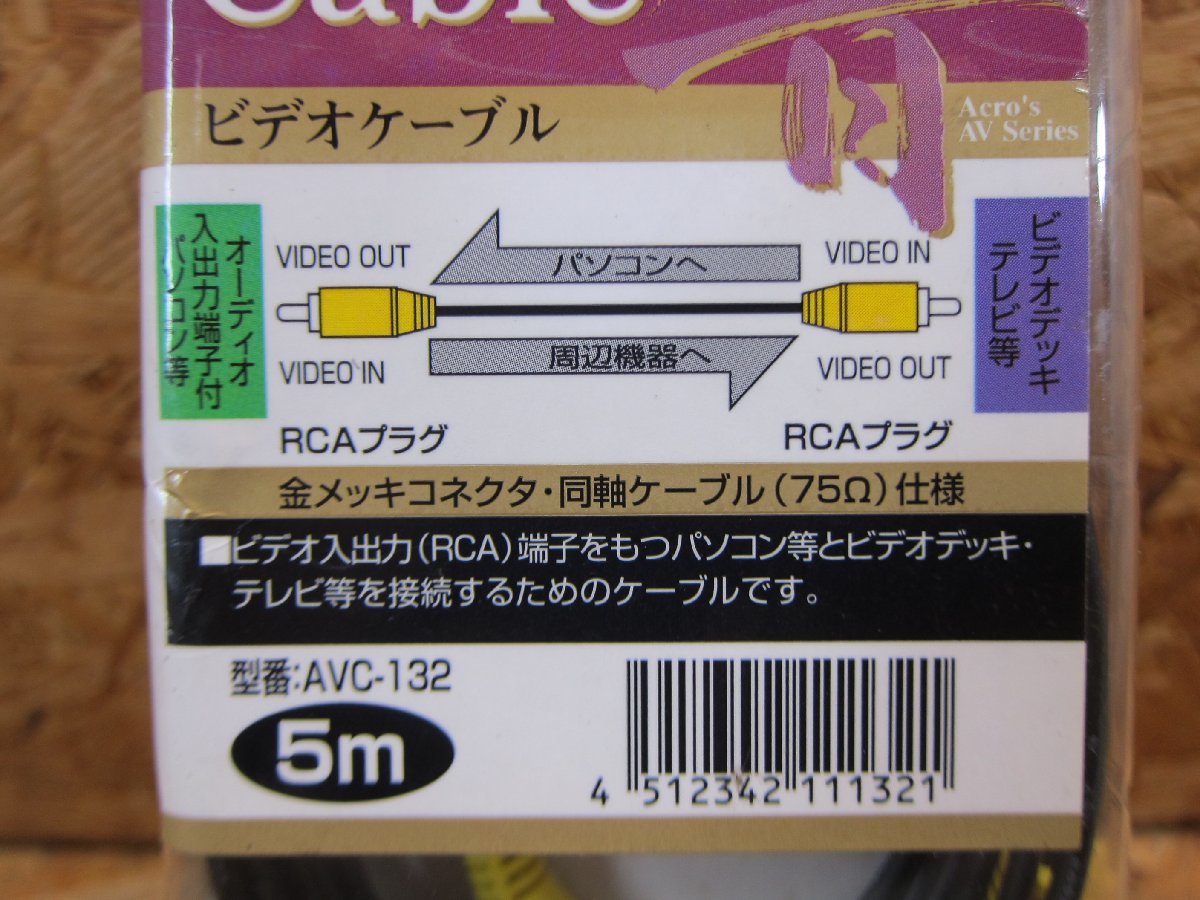 Cable
ビデオケーブル
Acro's
AV Series
オーディオ
入出力端子付
パソコン等
VIDEO OUT
パソコンへ
VIDEO IN
ビデオデッキ
テレビ等
VIDEO IN
周辺機器へ
VIDEO OUT
RCAプラグ
RCAプラグ
金メッキコネクタ・同軸ケーブル(75Ω)仕様
■ビデオ入出力(RCA)端子をもつパソコン等とビデオデッキ・
テレビ等を接続するためのケーブルです。
型番:AVC-132
5m
4 512342 111321